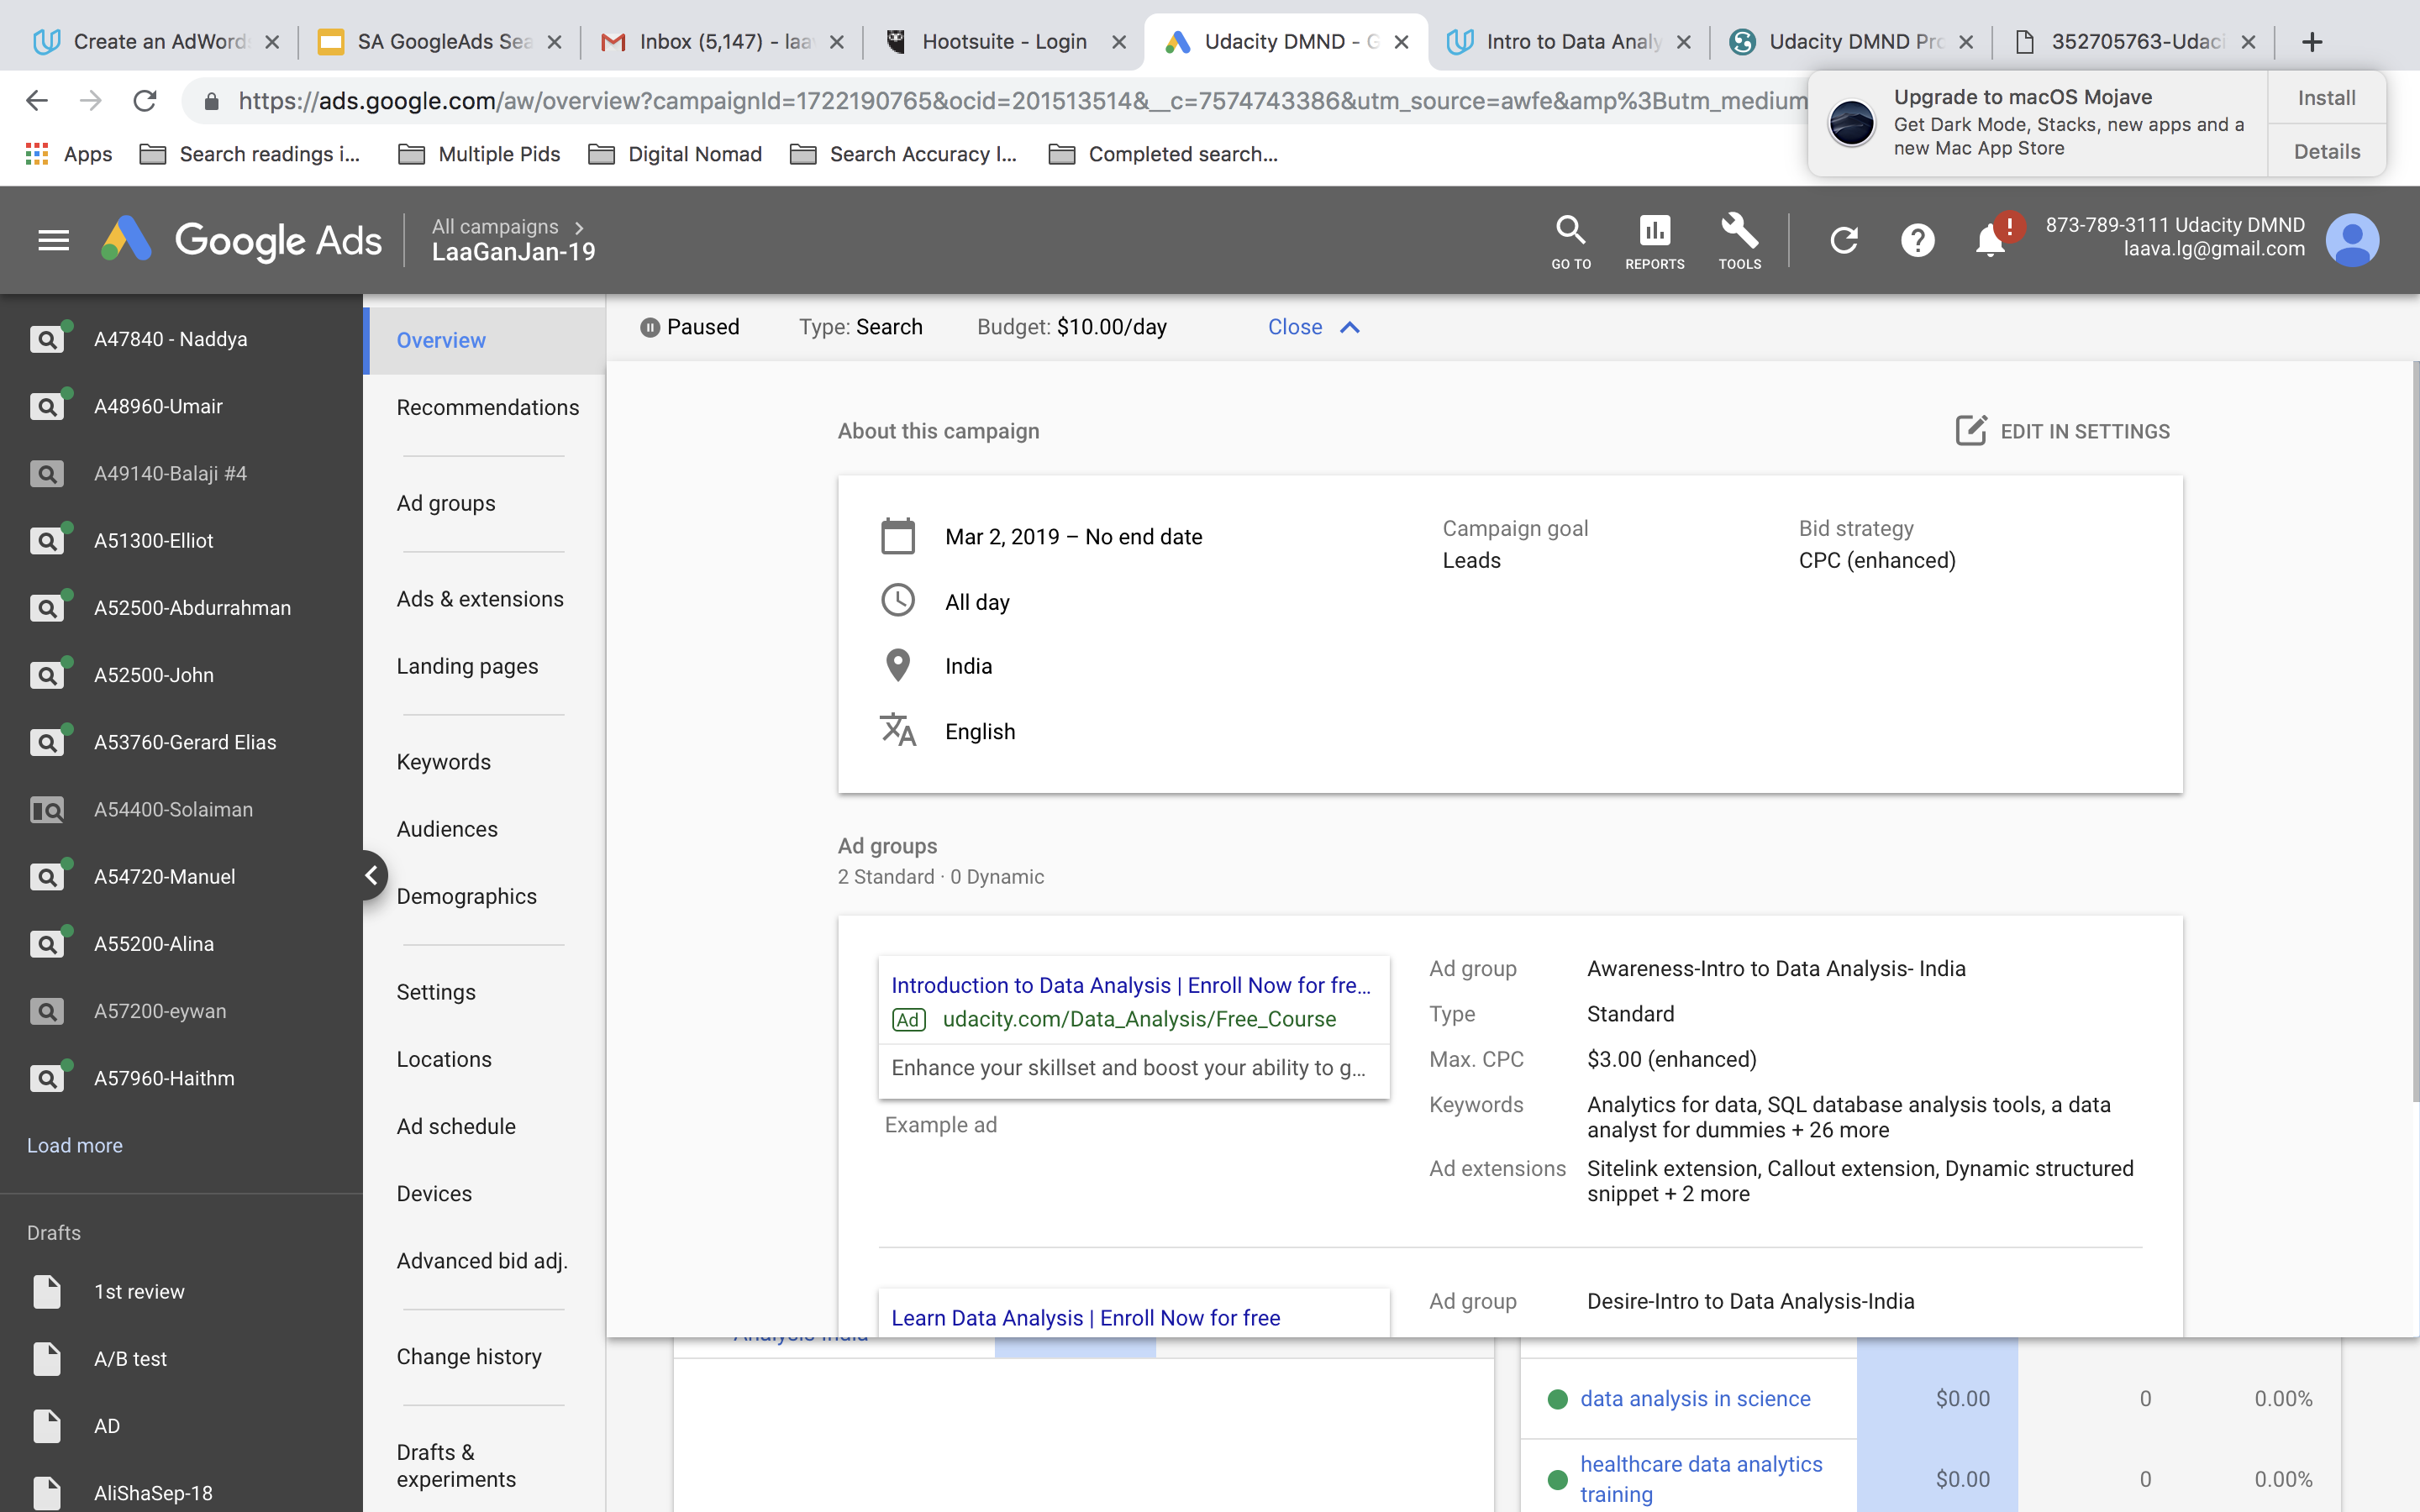 Create an AdWord
SA GoogleAds Sea
Inbox (5,147) - laa
Hootsuite - Login
Udacity DMND - G
Intro to Data Analy
Udacity DMND Pro
352705763-Udaci
https://ads.google.com/aw/overview?campaignId=1722190765&ocid=201513514&__c=7574743386&utm_source=awfe&amp%3Butm_medium
Upgrade to macOS Mojave
Get Dark Mode, Stacks, new apps and a
new Mac App Store
Install
Details
Apps
Search readings i...
Multiple Pids
Digital Nomad
Search Accuracy I...
Completed search...
Google Ads
All campaigns >
LaaGanJan-19
GO TO
REPORTS
TOOLS
873-789-3111 Udacity DMND
laava.lg@gmail.com
A47840 - Naddya
A48960-Umair
A49140-Balaji #4
A51300-Elliot
A52500-Abdurrahman
A52500-John
A53760-Gerard Elias
A54400-Solaiman
A54720-Manuel
A55200-Alina
A57200-eywan
A57960-Haithm
Load more
Drafts
1st review
A/B test
AD
AliShaSep-18
Overview
Recommendations
Ad groups
Ads & extensions
Landing pages
Keywords
Audiences
Demographics
Settings
Locations
Ad schedule
Devices
Advanced bid adj.
Change history
Drafts &
experiments
Paused
Type: Search
Budget: $10.00/day
Close
About this campaign
EDIT IN SETTINGS
Mar 2, 2019 – No end date
All day
India
English
Campaign goal
Leads
Bid strategy
CPC (enhanced)
Ad groups
2 Standard · 0 Dynamic
Introduction to Data Analysis | Enroll Now for fre...
Ad udacity.com/Data_Analysis/Free_Course
Enhance your skillset and boost your ability to g...
Example ad
Ad group Awareness-Intro to Data Analysis- India
Type Standard
Max. CPC $3.00 (enhanced)
Keywords Analytics for data, SQL database analysis tools, a data
analyst for dummies + 26 more
Ad extensions Sitelink extension, Callout extension, Dynamic structured
snippet + 2 more
Learn Data Analysis | Enroll Now for free
Ad group Desire-Intro to Data Analysis-India
Analysis India
data analysis in science $0.00 0 0.00%
healthcare data analytics
training $0.00 0 0.00%